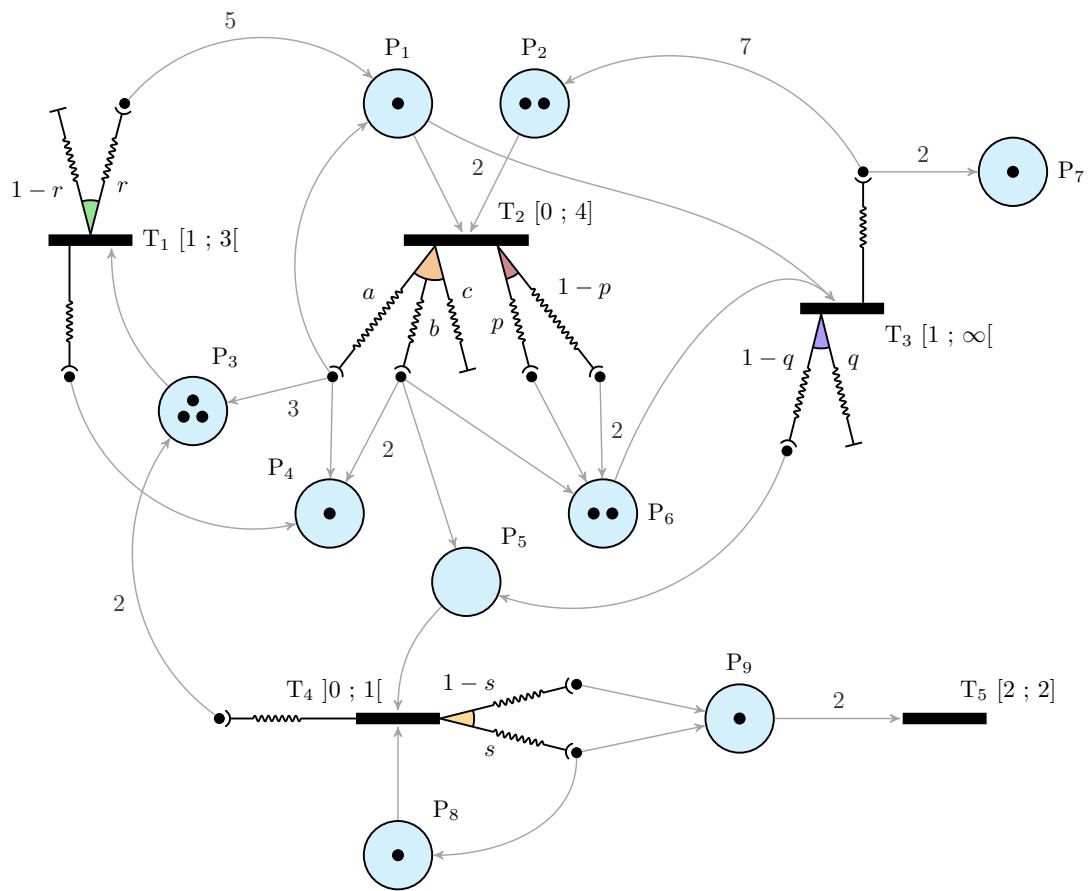 5
P₁
P₂
7
2
P₇
1 − r
r
2
T₂ [0 ; 4]
T₁ [1 ; 3[
a
b
c
p
1 − p
T₃ [1 ; ∞[
1 − q
q
P₃
3
2
2
P₄
P₆
P₅
2
T₄ ]0 ; 1[
1 − s
s
P₉
2
T₅ [2 ; 2]
P₈